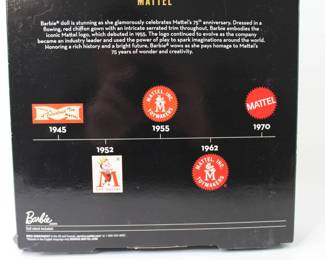 MATTEL
Barbie® doll is stunning as she glamorously celebrates Mattel's 75th anniversary. Dressed in a
flowing, red chiffon gown with an intricate serrated trim throughout, Barbie embodies the
iconic Mattel logo, which debuted in 1955. The logo continued to evolve as the company
became an industry leader and used the power of play to spark imaginations around the world.
Honoring a rich history and a bright future, Barbie® wows as she pays homage to Mattel's
75 years of wonder and creativity.
MATTEL, INC.
TOYMAKERS
MATTEL
1945
1955
1970
1952
1962
MATTEL, INC.
TOYMAKERS
Barbie
Doll stand included.